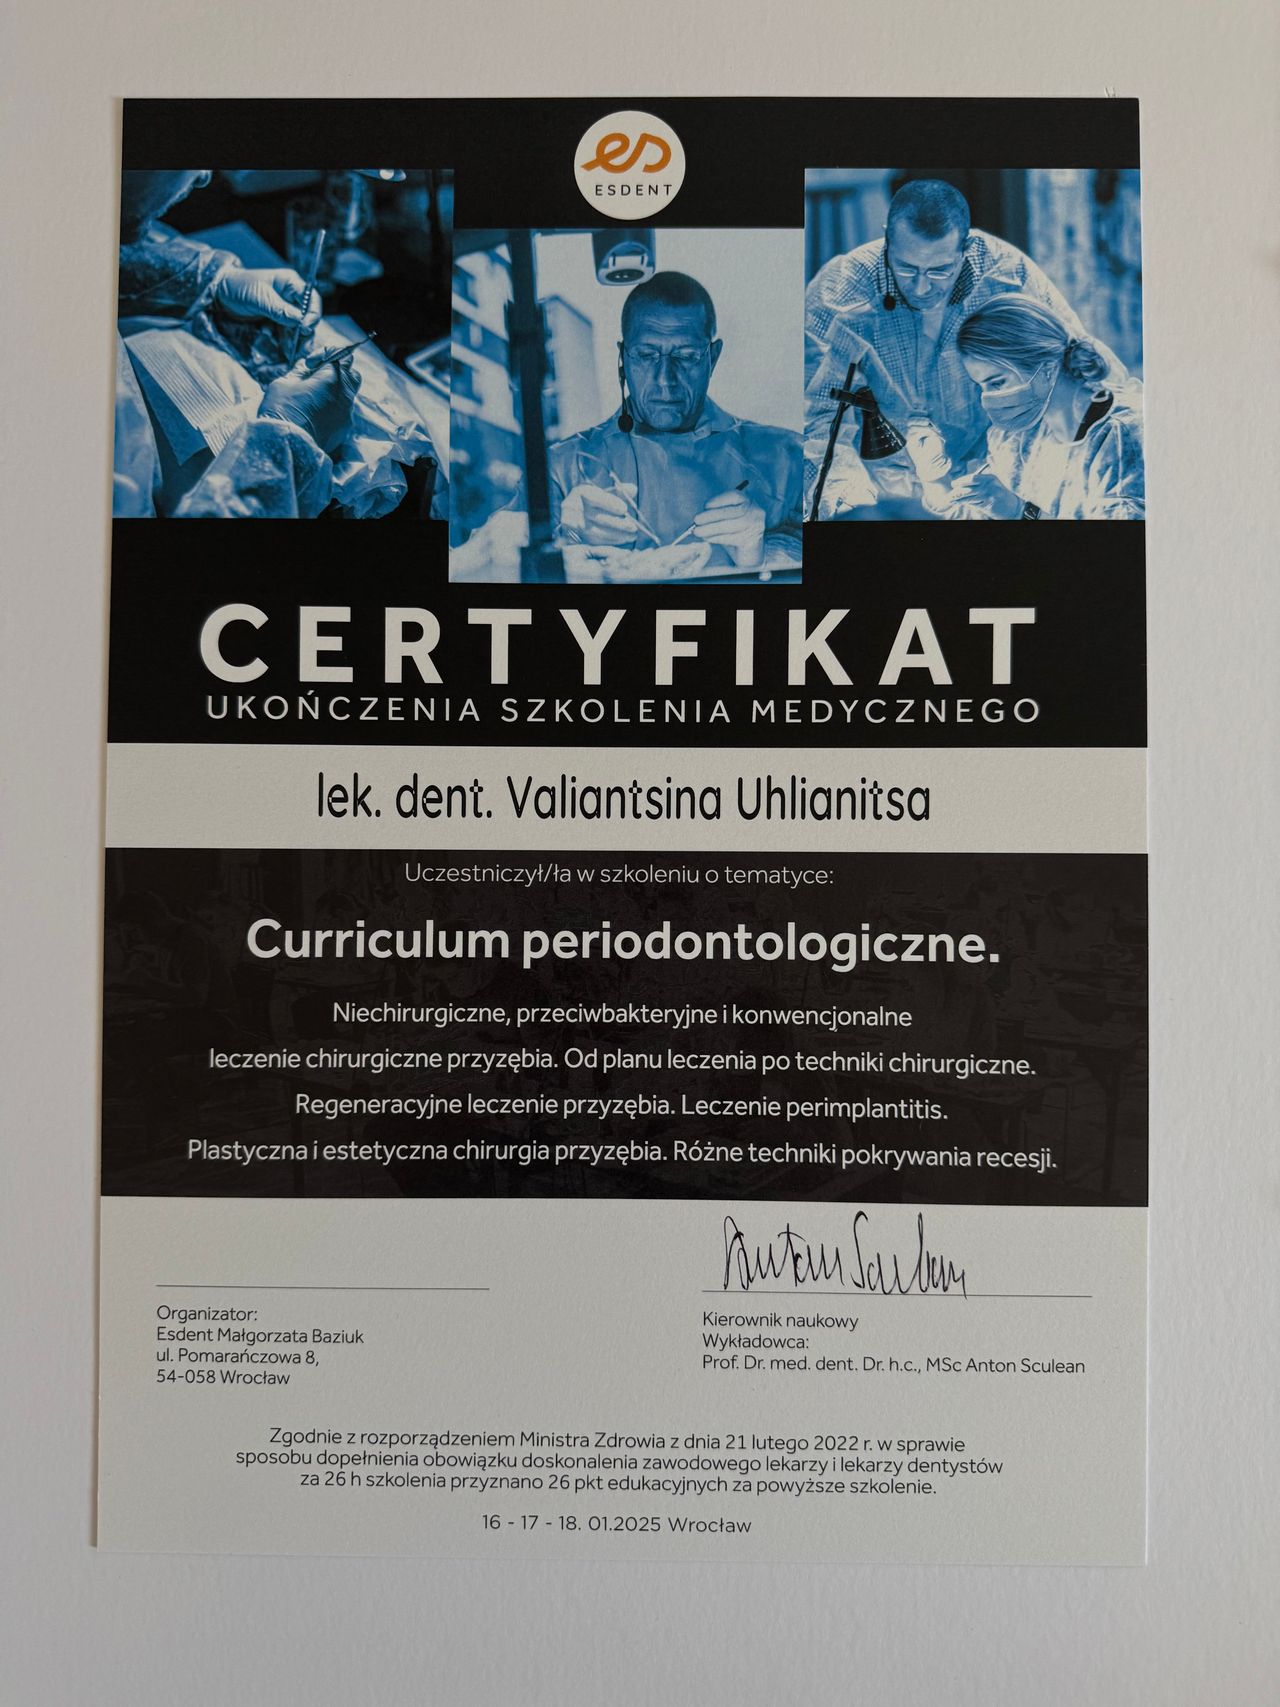 es
ESDENT
CERTYFIKAT
UKOŃCZENIA SZKOLENIA MEDYCZNEGO
lek. dent. Valiantsina Uhlianitsa
Uczestniczył/ła w szkoleniu o tematyce:
Curriculum periodontologiczne.
Niechirurgiczne, przeciwbakteryjne i konwencjonalne
leczenie chirurgiczne przyzębia. Od planu leczenia po techniki chirurgiczne.
Regeneracyjne leczenie przyzębia. Leczenie perimplantitis.
Plastyczna i estetyczna chirurgia przyzębia. Różne techniki pokrywania recesji.
Anton Sculean
Organizator:
Esdent Małgorzata Baziuk
ul. Pomarańczowa 8,
54-058 Wrocław
Kierownik naukowy
Wykładowca:
Prof. Dr. med. dent. Dr. h.c., MSc Anton Sculean
Zgodnie z rozporządzeniem Ministra Zdrowia z dnia 21 lutego 2022 r. w sprawie
sposobu dopełnienia obowiązku doskonalenia zawodowego lekarzy i lekarzy dentystów
za 26 h szkolenia przyznano 26 pkt edukacyjnych za powyższe szkolenie.
16 - 17 - 18. 01.2025 Wrocław